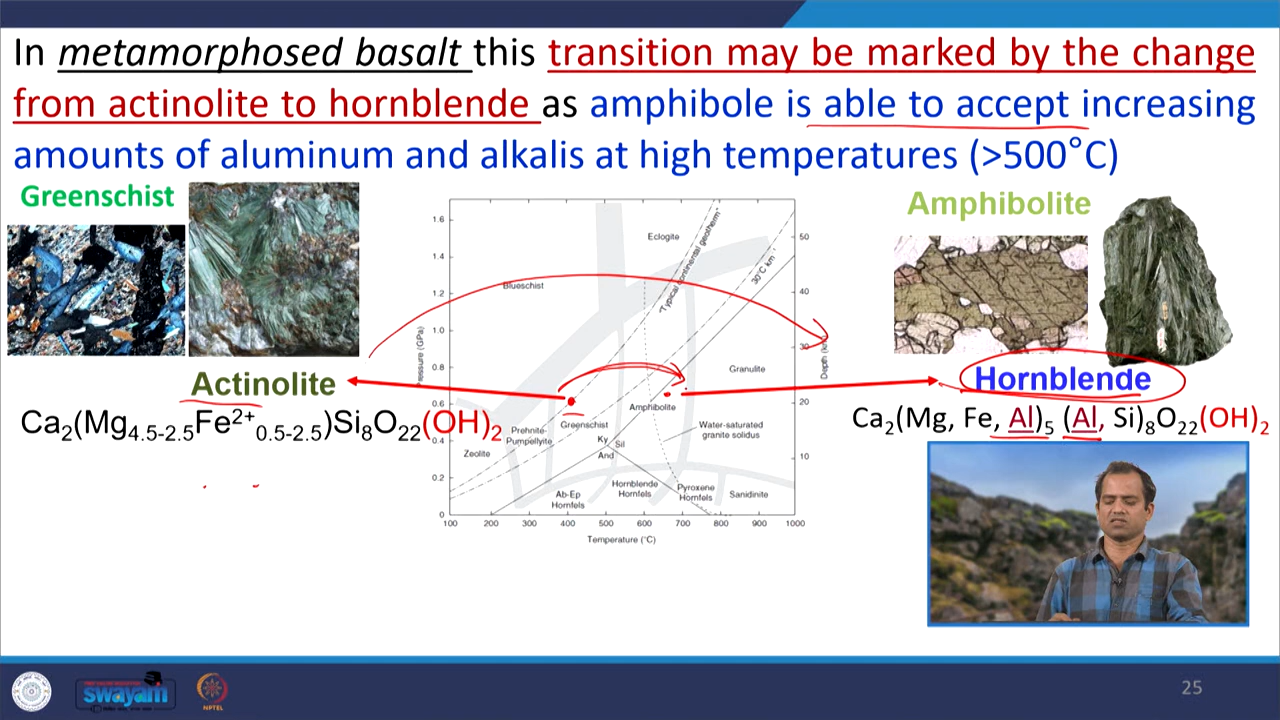 In metamorphosed basalt this transition may be marked by the change
from actinolite to hornblende as amphibole is able to accept increasing
amounts of aluminum and alkalis at high temperatures (>500°C)
Greenschist
Amphibolite
Actinolite
Ca2(Mg4.5-2.5Fe2+0.5-2.5)Si8O22(OH)2
Hornblende
Ca2(Mg, Fe, Al)5 (Al, Si)8O22(OH)2
1.6
1.4
1.2
1.0
0.8
0.6
0.4
0.2
0
Pressure (GPa)
Eclogite
Blueschist
"Typical continental geotherm"
30°C km-1
50
40
30
20
10
Depth (km)
Granulite
Amphibolite
Greenschist
Prehnite-
Pumpellyite
Zeolite
Ky
Sil
And
Water-saturated
granite solidus
Ab-Ep
Hornfels
Hornblende
Hornfels
Pyroxene
Hornfels
Sanidinite
100 200 300 400 500 600 700 800 900 1000
Temperature (°C)
swayam
NPTEL
25